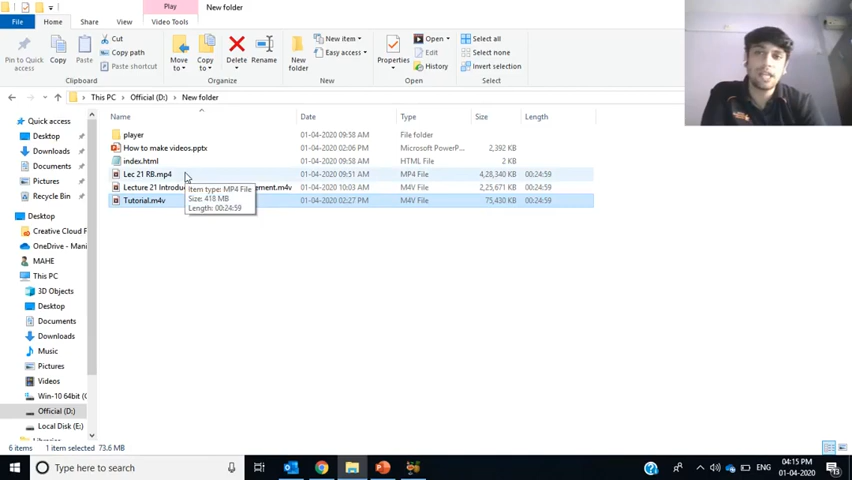 Play
New folder
File
Home
Share
View
Video Tools
Pin to Quick access
Copy
Paste
Cut
Copy path
Paste shortcut
Clipboard
Move to
Copy to
Delete
Rename
Organize
New folder
New item
Easy access
New
Properties
Open
Edit
History
Open
Select all
Select none
Invert selection
Select
This PC > Official (D:) > New folder
Name Date Type Size Length
player 01-04-2020 09:58 AM File folder
How to make videos.pptx 01-04-2020 02:06 PM Microsoft PowerP... 2,392 KB
index.html 01-04-2020 09:58 AM HTML File 2 KB
Lec 21 RB.mp4 01-04-2020 09:51 AM MP4 File 4,28,340 KB 00:24:59
Lecture 21 Introdu ement.m4v 01-04-2020 10:03 AM M4V File 2,25,671 KB 00:24:59
Tutorial.m4v 01-04-2020 02:27 PM M4V File 75,430 KB 00:24:59
Item type: MP4 File
Size: 418 MB
Length: 00:24:59
Quick access
Desktop
Downloads
Documents
Pictures
Recycle Bin
Desktop
Creative Cloud F
OneDrive - Mani
MAHE
This PC
3D Objects
Desktop
Documents
Downloads
Music
Pictures
Videos
Win-10 64bit (C
Official (D:)
Local Disk (E:)
6 items 1 item selected 73.6 MB
Type here to search
ENG
04:15 PM
01-04-2020
13